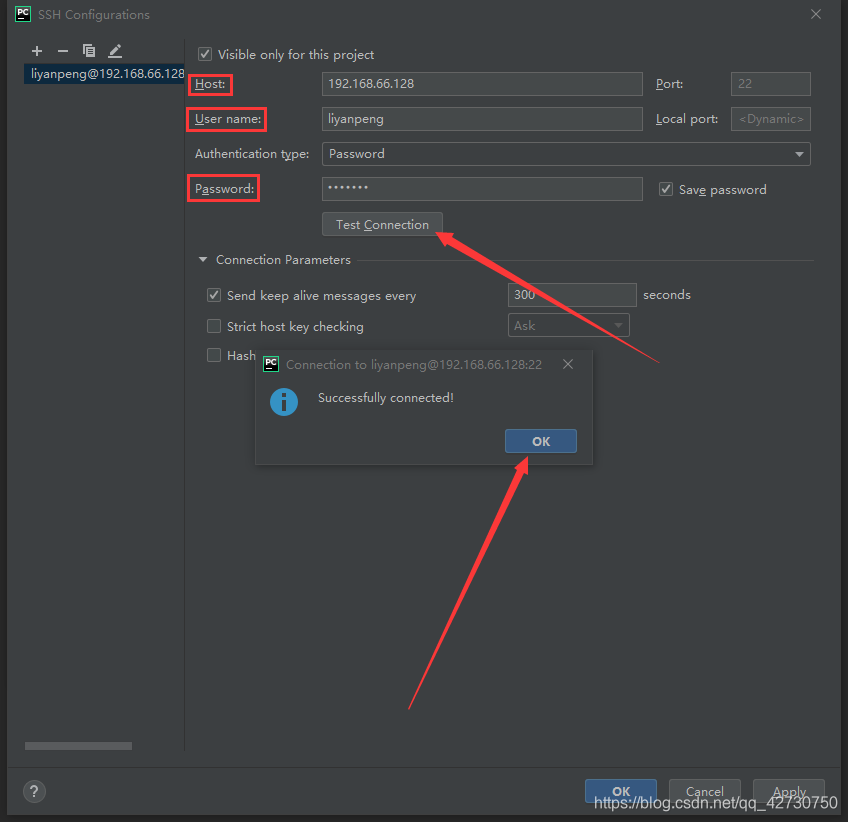 PC SSH Configurations
liyanpeng@192.168.66.128
Visible only for this project
Host: 192.168.66.128 Port: 22
User name: liyanpeng Local port: <Dynamic>
Authentication type: Password
Password: ••••••• Save password
Test Connection
Connection Parameters
Send keep alive messages every 300 seconds
Strict host key checking Ask
Hash
PC Connection to liyanpeng@192.168.66.128:22
Successfully connected!
OK
? OK Cancel Apply
https://blog.csdn.net/qq_42730750